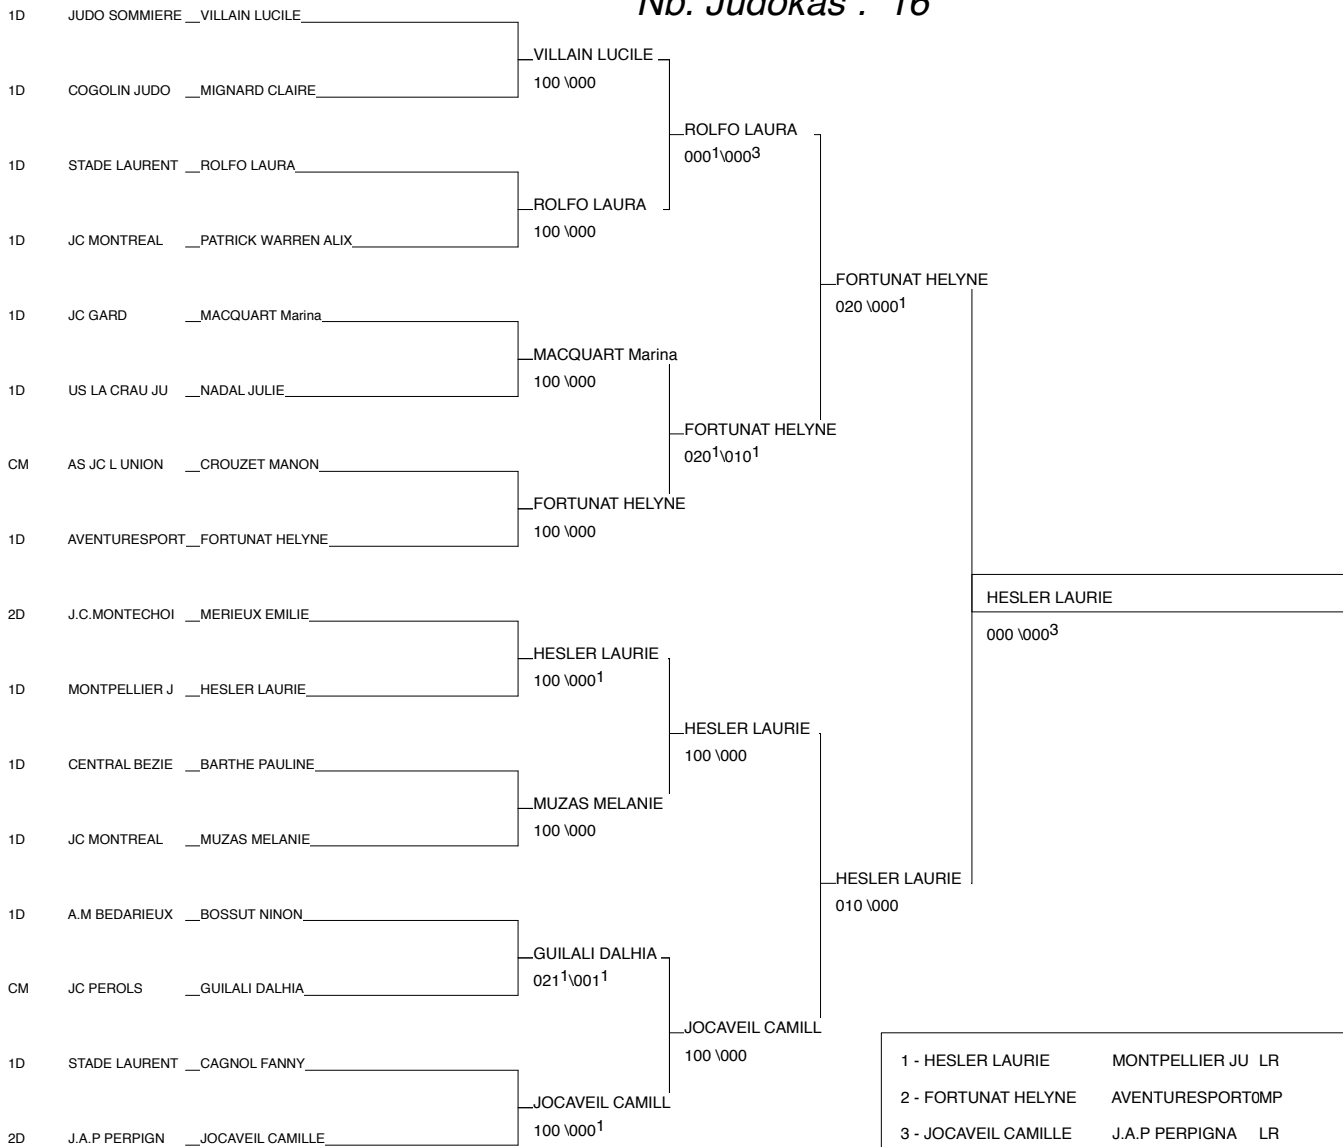 Nb. Judokas : 16
1D JUDO SOMMIERE VILLAIN LUCILE
VILLAIN LUCILE
100 \000
1D COGOLIN JUDO MIGNARD CLAIRE
ROLFO LAURA
000¹\000³
1D STADE LAURENT ROLFO LAURA
ROLFO LAURA
100 \000
1D JC MONTREAL PATRICK WARREN ALIX
FORTUNAT HELYNE
020 \000¹
1D JC GARD MACQUART Marina
MACQUART Marina
100 \000
1D US LA CRAU JU NADAL JULIE
FORTUNAT HELYNE
020¹\010¹
CM AS JC L UNION CROUZET MANON
FORTUNAT HELYNE
100 \000
1D AVENTURESPORT FORTUNAT HELYNE
HESLER LAURIE
000 \000³
2D J.C.MONTECHOI MERIEUX EMILIE
HESLER LAURIE
100 \000¹
1D MONTPELLIER J HESLER LAURIE
HESLER LAURIE
100 \000
1D CENTRAL BEZIE BARTHE PAULINE
MUZAS MELANIE
100 \000
1D JC MONTREAL MUZAS MELANIE
HESLER LAURIE
010 \000
1D A.M BEDARIEUX BOSSUT NINON
GUILALI DALHIA
021¹\001¹
CM JC PEROLS GUILALI DALHIA
JOCAVEIL CAMILL
100 \000
1D STADE LAURENT CAGNOL FANNY
JOCAVEIL CAMILL
100 \000¹
2D J.A.P PERPIGN JOCAVEIL CAMILLE
1 - HESLER LAURIE MONTPELLIER JU LR
2 - FORTUNAT HELYNE AVENTURESPORT0MP
3 - JOCAVEIL CAMILLE J.A.P PERPIGNA LR